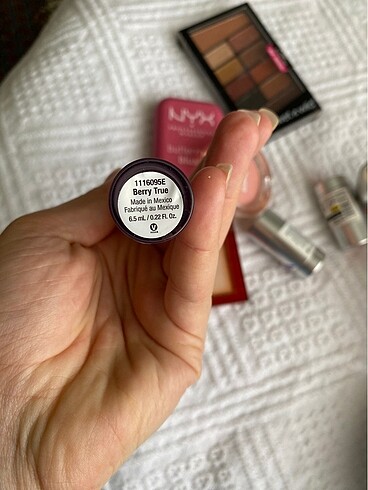 1116095E
Berry True
Made in Mexico
Fabriqué au Mexique
6.5 mL / 0.22 Fl. Oz.
NYX